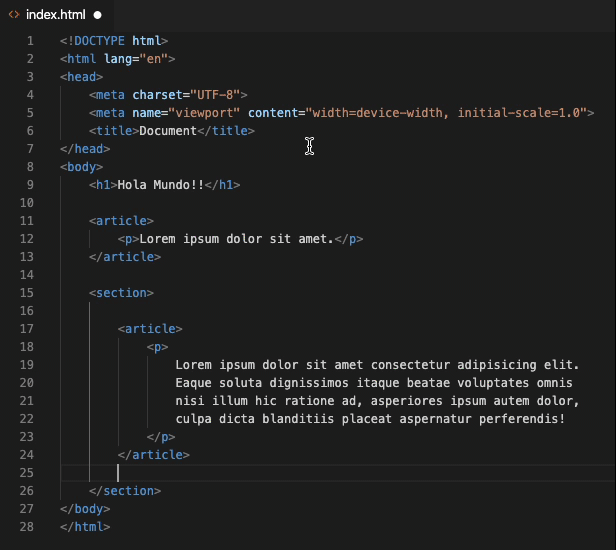 <> index.html ●
1 <!DOCTYPE html>
2 <html lang="en">
3 <head>
4     <meta charset="UTF-8">
5     <meta name="viewport" content="width=device-width, initial-scale=1.0">
6     <title>Document</title>
7 </head>
8 <body>
9     <h1>Hola Mundo!!</h1>
10
11     <article>
12         <p>Lorem ipsum dolor sit amet.</p>
13     </article>
14
15     <section>
16
17         <article>
18             <p>
19                 Lorem ipsum dolor sit amet consectetur adipisicing elit.
20                 Eaque soluta dignissimos itaque beatae voluptates omnis
21                 nisi illum hic ratione ad, asperiores ipsum autem dolor,
22                 culpa dicta blanditiis placeat aspernatur perferendis!
23             </p>
24         </article>
25
26     </section>
27 </body>
28 </html>